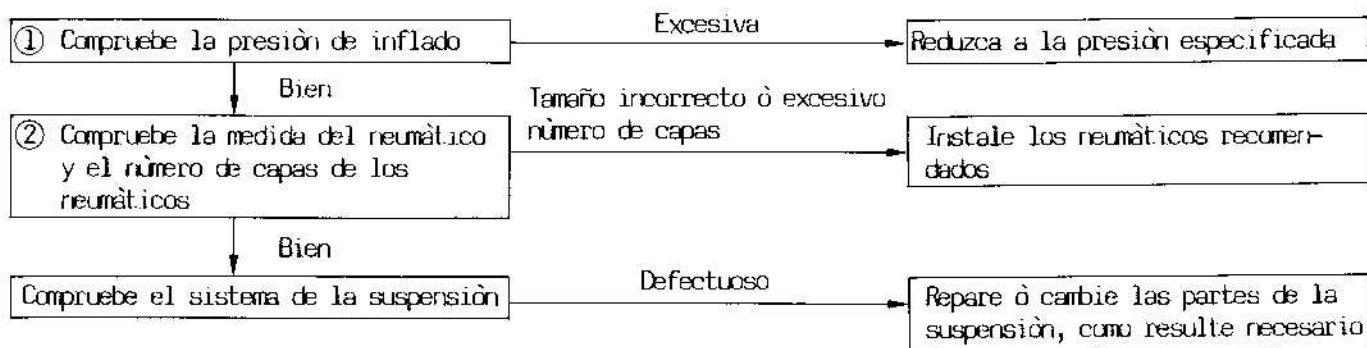 ① Compruebe la presiòn de inflado
Excesiva
Reduzca a la presiòn especificada
Bien
② Compruebe la medida del neumàtico
y el nùmero de capas de los
neumàticos
Tamaño incorrecto ò excesivo
nùmero de capas
Instale los neumàticos recomen-
dados
Bien
Compruebe el sistema de la suspensiòn
Defectuoso
Repare ò cambie las partes de la
suspensiòn, como resulte necesario